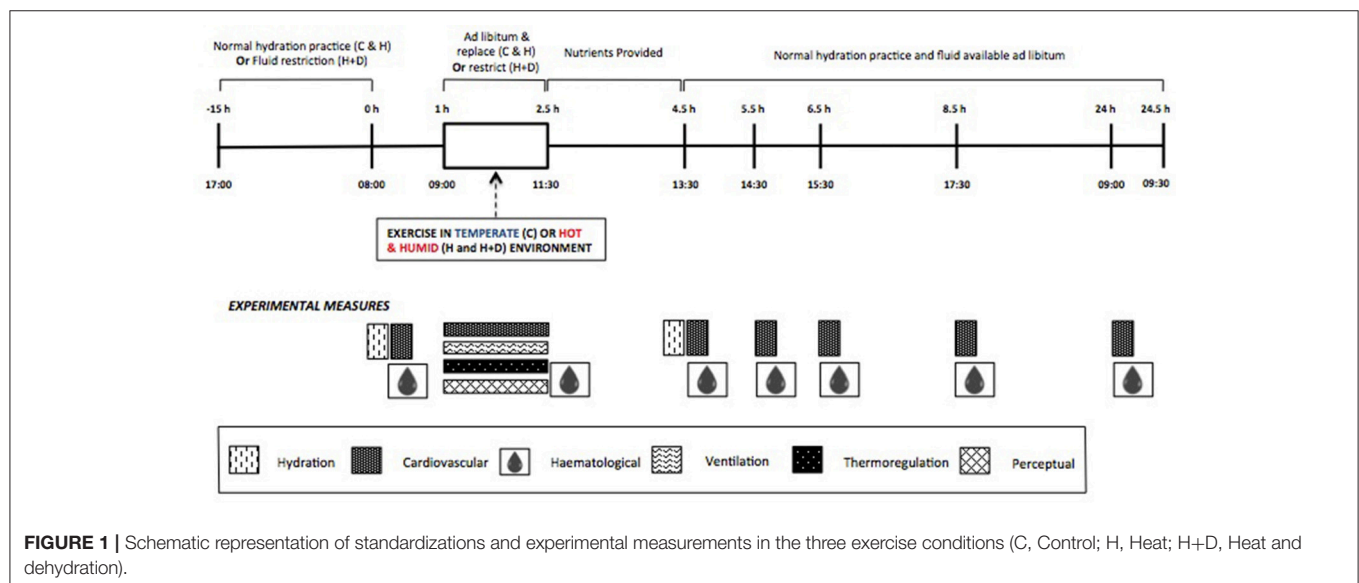 Normal hydration practice (C & H)
Or Fluid restriction (H+D)
Ad libitum &
replace (C & H)
Or restrict (H+D)
Nutrients Provided
Normal hydration practice and fluid available ad libitum
-15 h 0 h 1 h 2.5 h 4.5 h 5.5 h 6.5 h 8.5 h 24 h 24.5 h
17:00 08:00 09:00 11:30 13:30 14:30 15:30 17:30 09:00 09:30
EXERCISE IN TEMPERATE (C) OR HOT
& HUMID (H and H+D) ENVIRONMENT
EXPERIMENTAL MEASURES
Hydration Cardiovascular Haematological Ventilation Thermoregulation Perceptual
FIGURE 1 | Schematic representation of standardizations and experimental measurements in the three exercise conditions (C, Control; H, Heat; H+D, Heat and
dehydration).